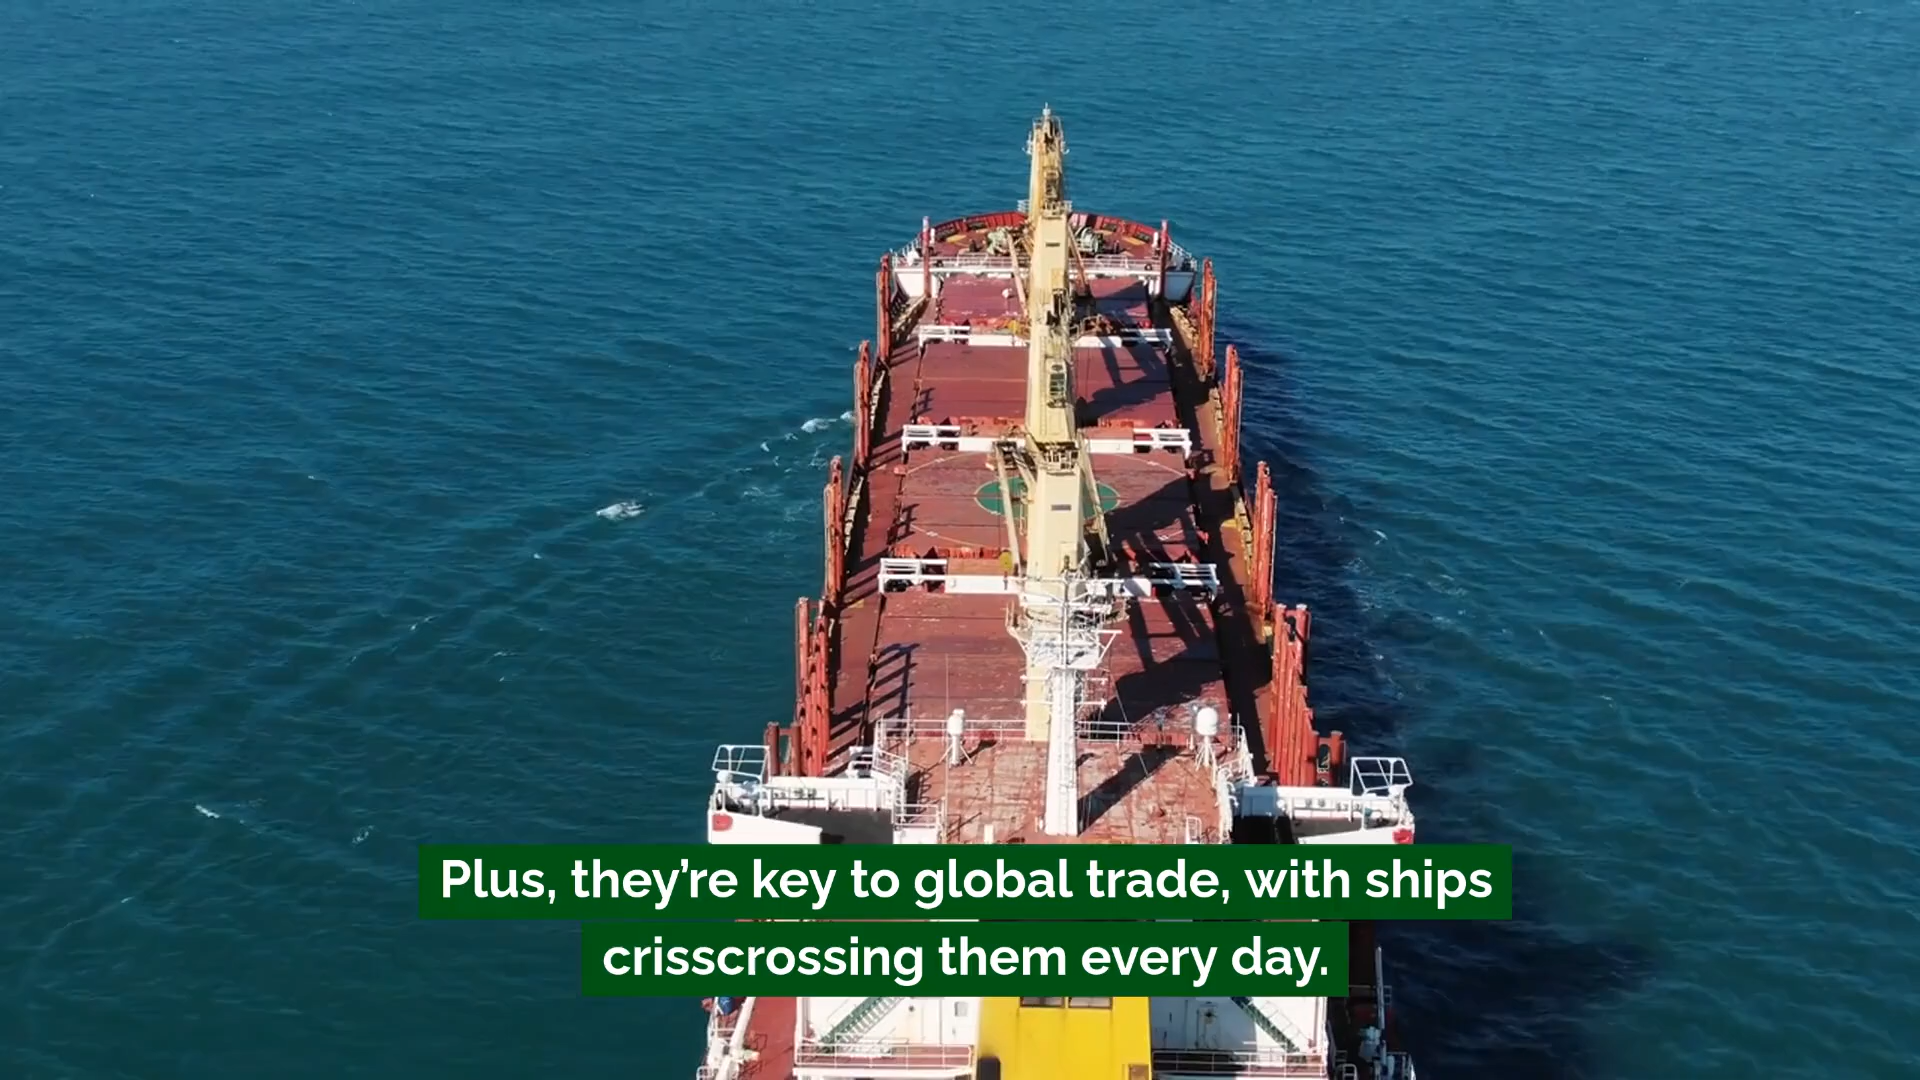 Plus, they’re key to global trade, with ships
crisscrossing them every day.